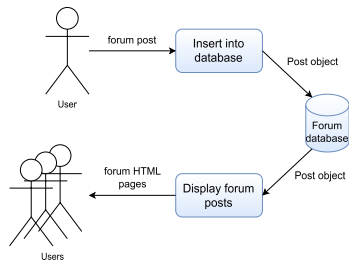 forum post
User
Insert into
database
Post object
Forum
database
Post object
forum HTML
pages
Display forum
posts
Users